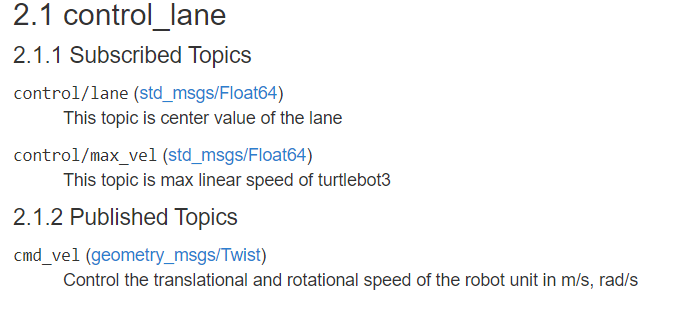 2.1 control_lane
2.1.1 Subscribed Topics
control/lane (std_msgs/Float64)
This topic is center value of the lane
control/max_vel (std_msgs/Float64)
This topic is max linear speed of turtlebot3
2.1.2 Published Topics
cmd_vel (geometry_msgs/Twist)
Control the translational and rotational speed of the robot unit in m/s, rad/s